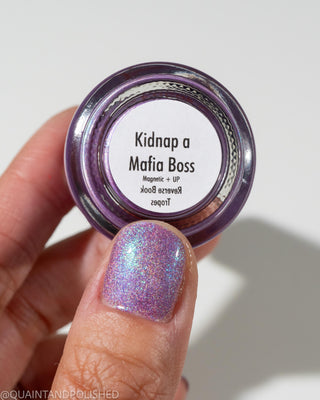 Kidnap a
Mafia Boss
Magnetic + UP
Reverse Book
Tropes
@QUAINTANDPOLISHED